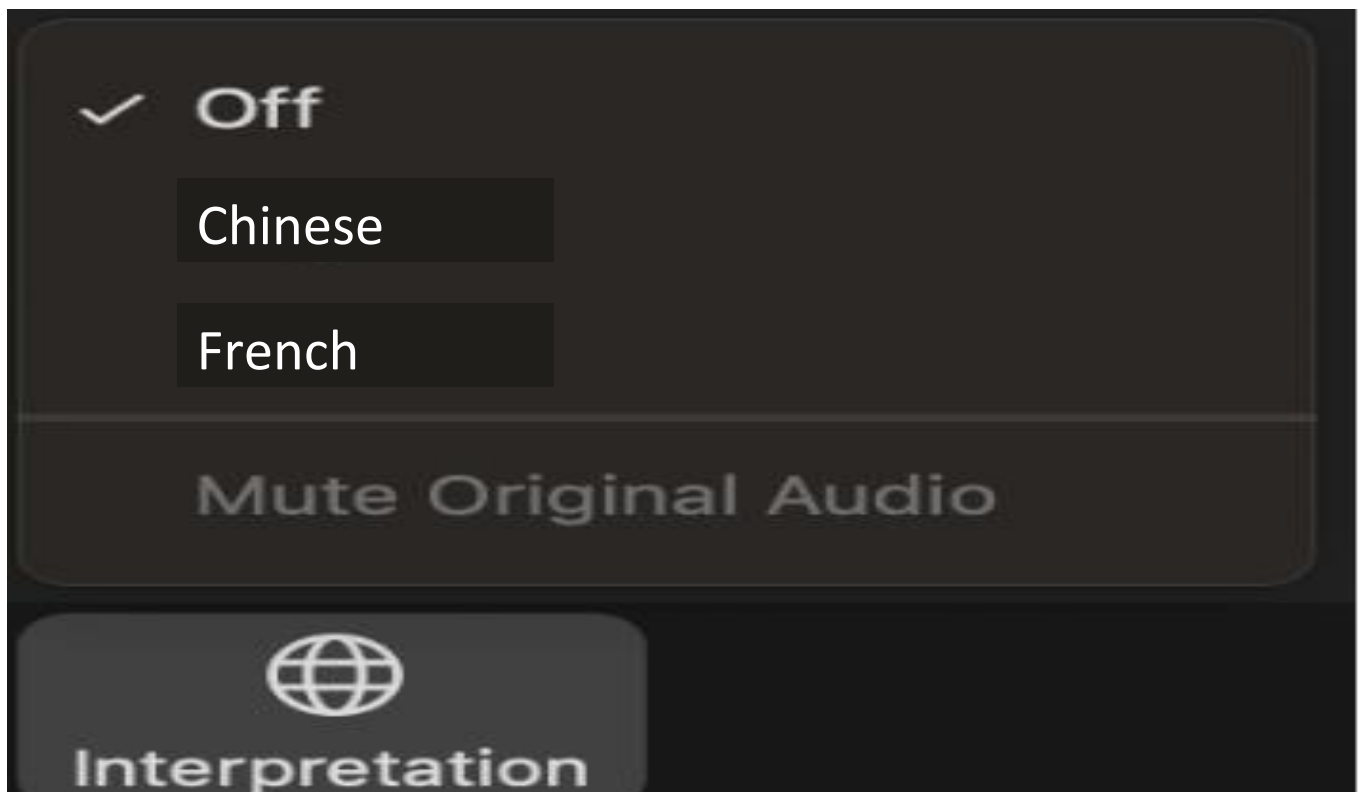 Off
Chinese
French
Mute Original Audio
Interpretation